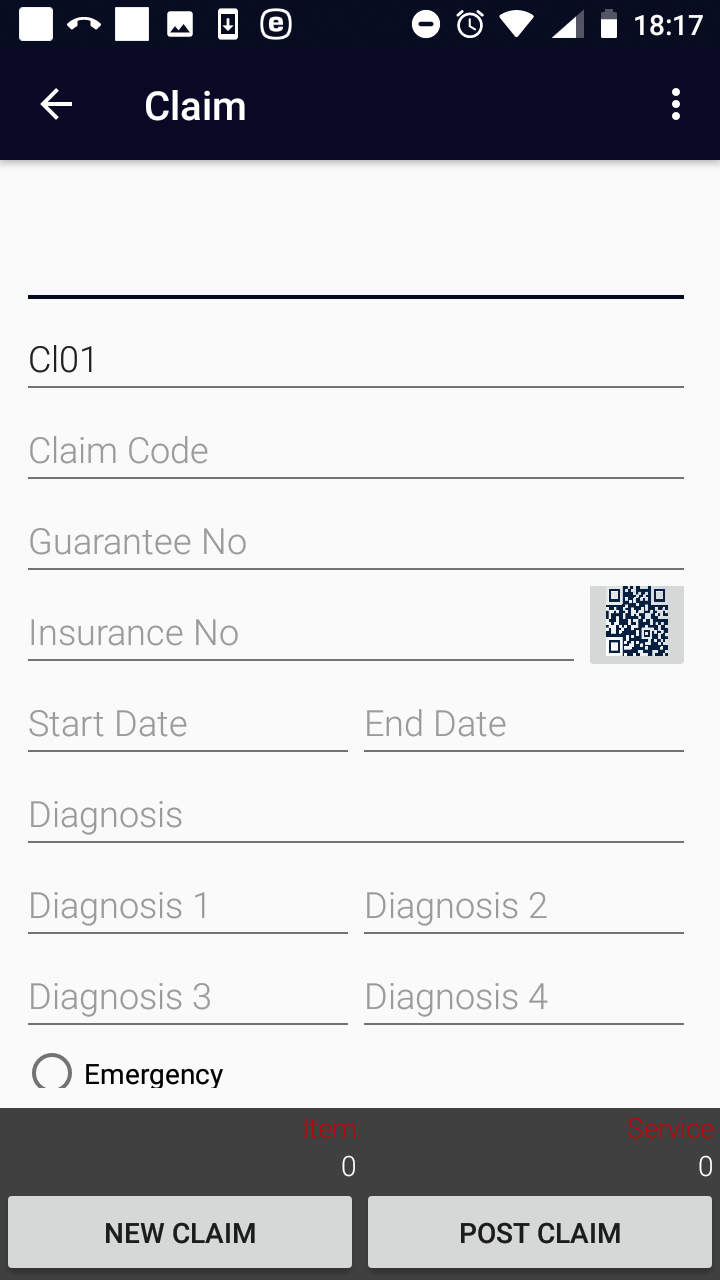 18:17
Claim
Cl01
Claim Code
Guarantee No
Insurance No
Start Date End Date
Diagnosis
Diagnosis 1 Diagnosis 2
Diagnosis 3 Diagnosis 4
Emergency
Item Service
0 0
NEW CLAIM POST CLAIM